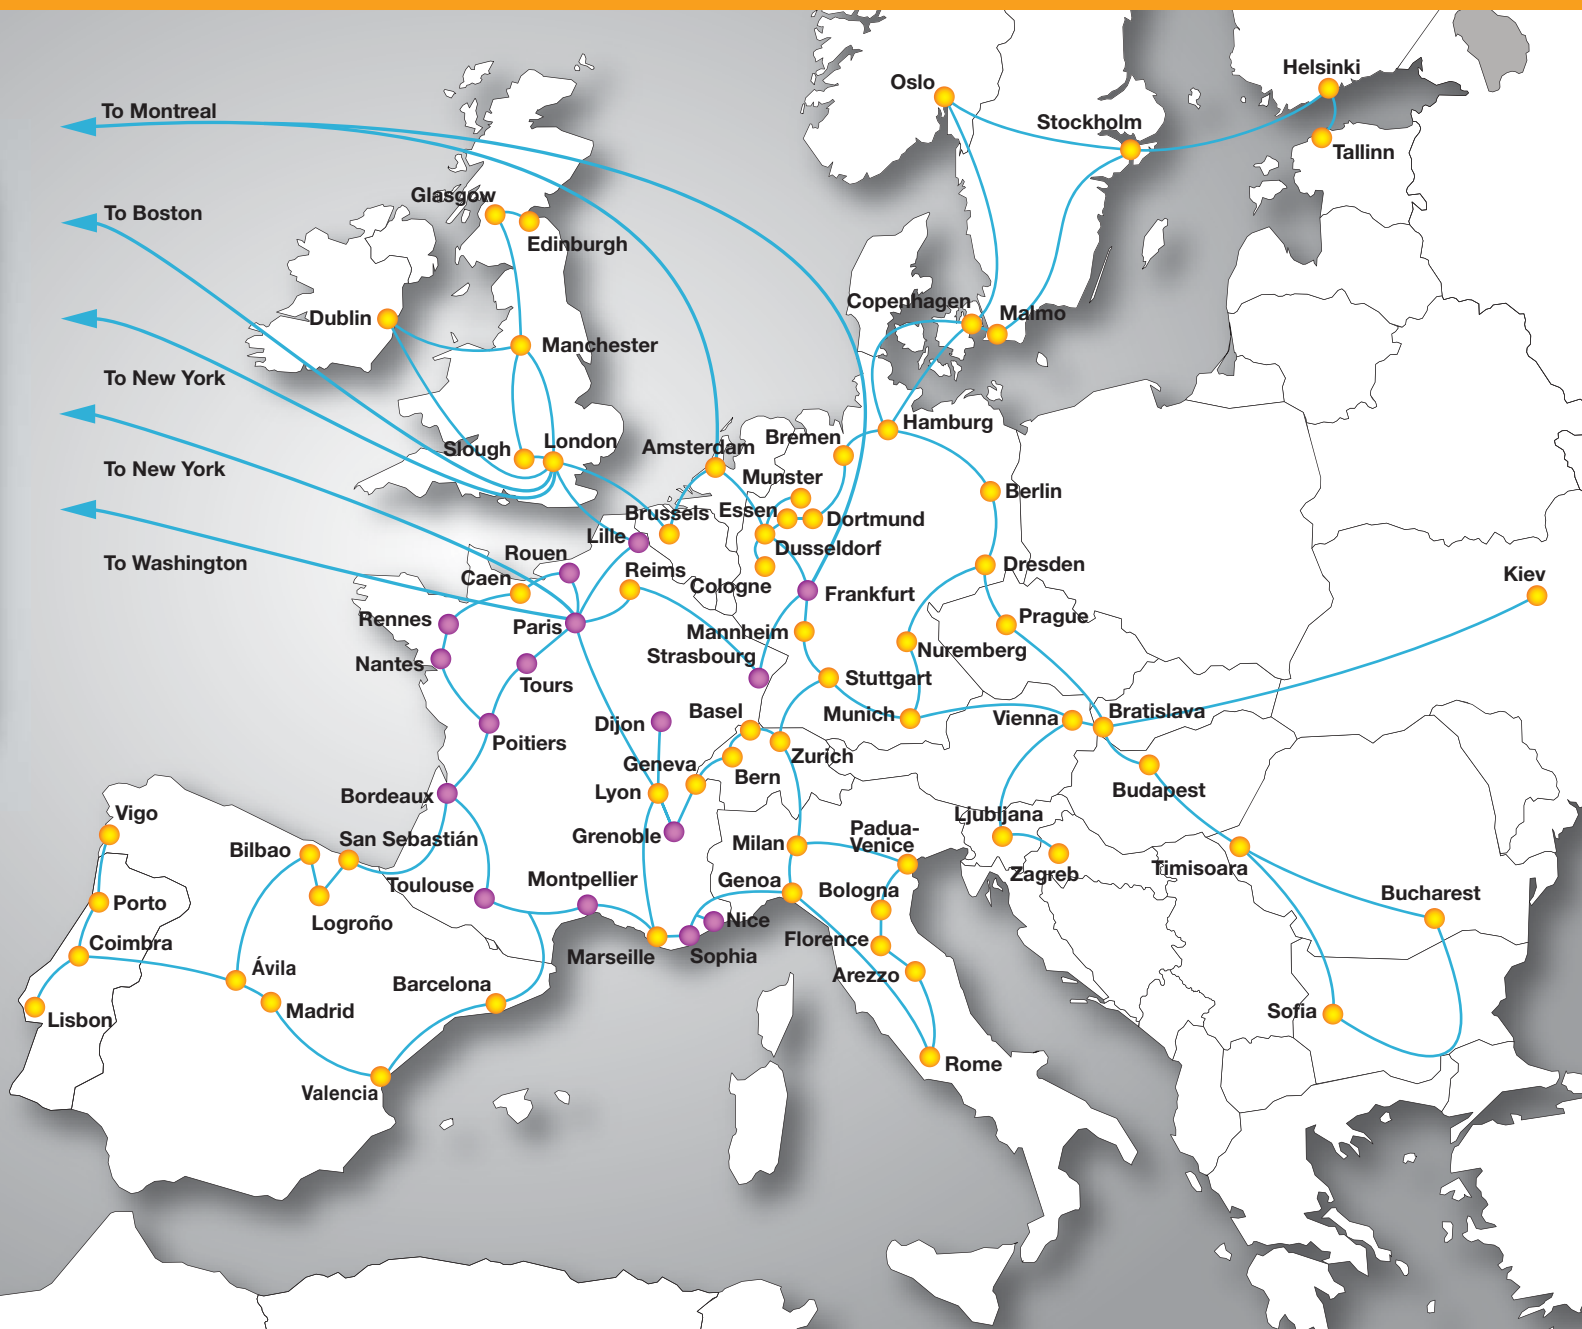 Helsinki
Oslo
To Montreal
Stockholm
Tallinn
Glasgow
To Boston
Edinburgh
Copenhagen
Malmo
Dublin
Manchester
To New York
Hamburg
Slough
London
Amsterdam
Bremen
To New York
Munster
Berlin
Brussels
Essen
Dortmund
Lille
Dusseldorf
Rouen
To Washington
Dresden
Reims
Caen
Cologne
Frankfurt
Kiev
Rennes
Paris
Mannheim
Prague
Strasbourg
Nuremberg
Nantes
Tours
Stuttgart
Basel
Munich
Vienna
Bratislava
Dijon
Poitiers
Zurich
Geneva
Bern
Lyon
Budapest
Bordeaux
Vigo
Ljubljana
Padua-
Venice
San Sebastián
Grenoble
Milan
Bilbao
Timisoara
Zagreb
Toulouse
Montpellier
Genoa
Bologna
Bucharest
Porto
Logroño
Nice
Coimbra
Florence
Marseille
Sophia
Ávila
Arezzo
Barcelona
Madrid
Lisbon
Sofia
Rome
Valencia